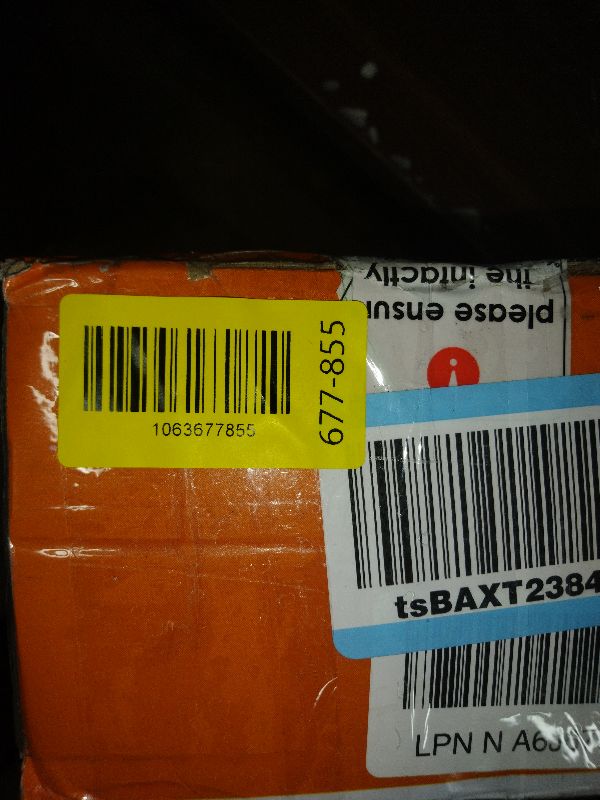 please ensu
the intactly
1063677855
677-855
tsBAXT2384
LPN N A6